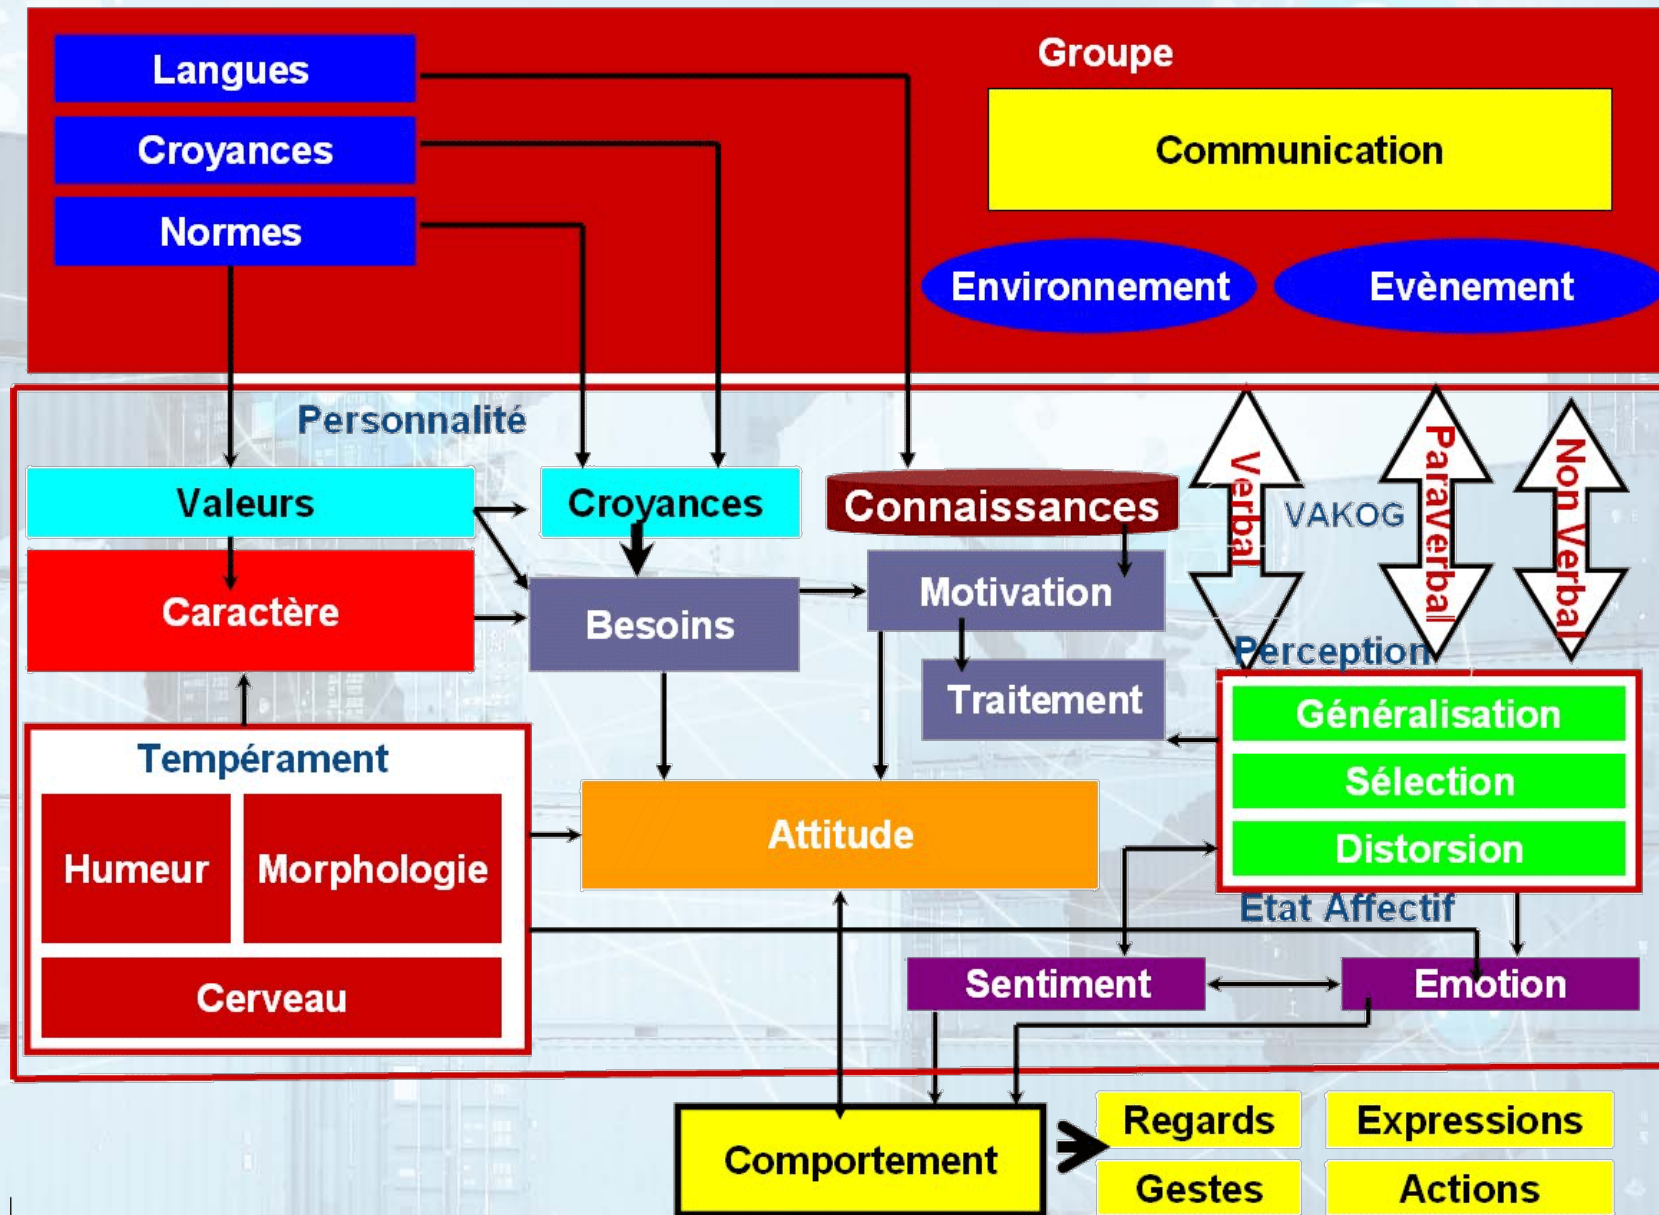 Groupe
Langues
Croyances
Normes
Communication
Environnement
Evènement
Personnalité
Valeurs
Croyances
Connaissances
Verbal
VAKOG
ParaVerbal
Non Verbal
Caractère
Besoins
Motivation
Traitement
Perception
Généralisation
Sélection
Distorsion
Tempérament
Humeur
Morphologie
Cerveau
Attitude
Etat Affectif
Sentiment
Emotion
Comportement
Regards
Expressions
Gestes
Actions